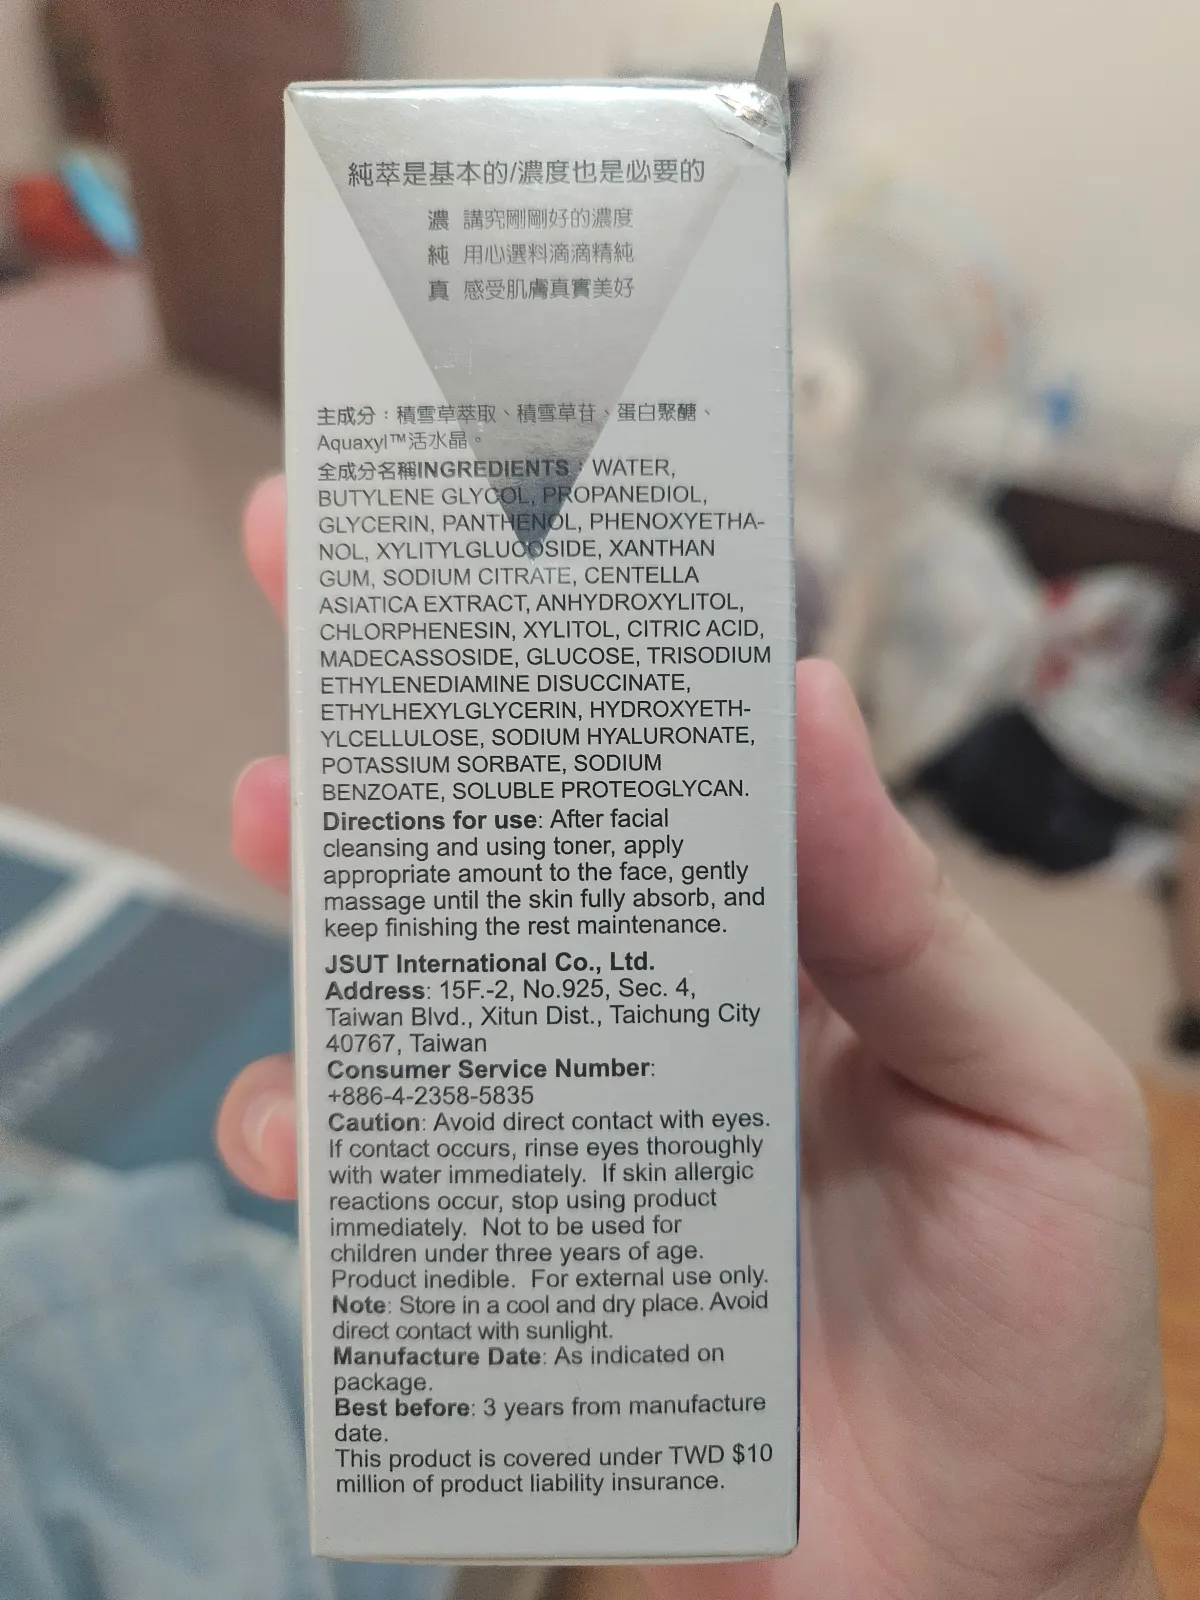 純萃是基本的/濃度也是必要的
濃 講究剛剛好的濃度
純 用心選料滴滴精純
真 感受肌膚真實美好
主成分：積雪草萃取、積雪草苷、蛋白聚醣、
Aquaxyl™活水晶。
全成分名稱INGREDIENTS：WATER,
BUTYLENE GLYCOL, PROPANEDIOL,
GLYCERIN, PANTHENOL, PHENOXYETHA-
NOL, XYLITYLGLUCOSIDE, XANTHAN
GUM, SODIUM CITRATE, CENTELLA
ASIATICA EXTRACT, ANHYDROXYLITOL,
CHLORPHENESIN, XYLITOL, CITRIC ACID,
MADECASSOSIDE, GLUCOSE, TRISODIUM
ETHYLENEDIAMINE DISUCCINATE,
ETHYLHEXYLGLYCERIN, HYDROXYETH-
YLCELLULOSE, SODIUM HYALURONATE,
POTASSIUM SORBATE, SODIUM
BENZOATE, SOLUBLE PROTEOGLYCAN.
Directions for use: After facial
cleansing and using toner, apply
appropriate amount to the face, gently
massage until the skin fully absorb, and
keep finishing the rest maintenance.
JSUT International Co., Ltd.
Address: 15F.-2, No.925, Sec. 4,
Taiwan Blvd., Xitun Dist., Taichung City
40767, Taiwan
Consumer Service Number:
+886-4-2358-5835
Caution: Avoid direct contact with eyes.
If contact occurs, rinse eyes thoroughly
with water immediately. If skin allergic
reactions occur, stop using product
immediately. Not to be used for
children under three years of age.
Product inedible. For external use only.
Note: Store in a cool and dry place. Avoid
direct contact with sunlight.
Manufacture Date: As indicated on
package.
Best before: 3 years from manufacture
date.
This product is covered under TWD $10
million of product liability insurance.